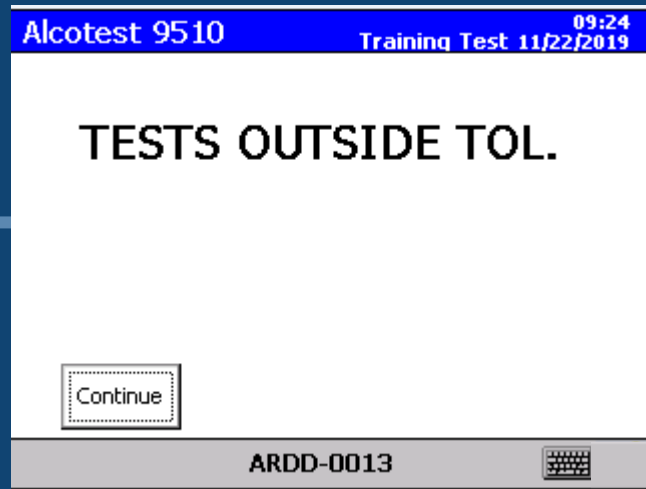 Alcotest 9510
09:24
Training Test 11/22/2019
TESTS OUTSIDE TOL.
Continue
ARDD-0013